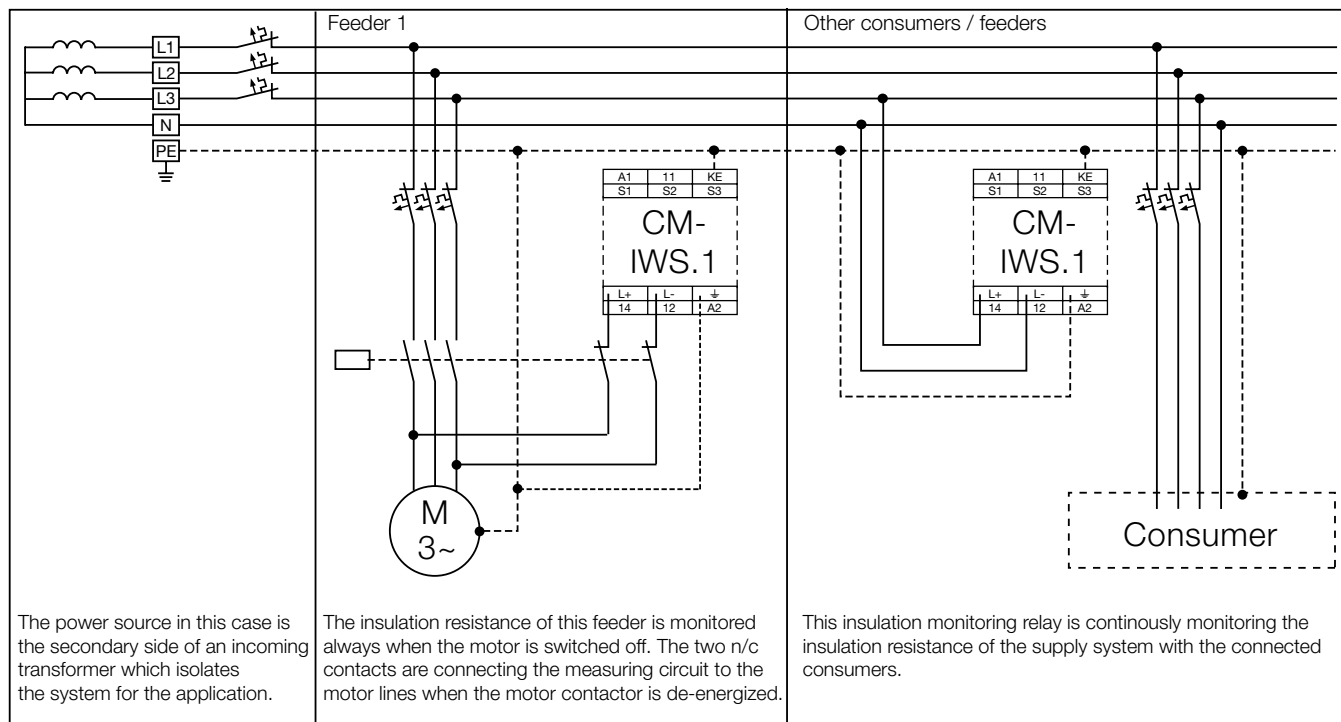 Feeder 1
Other consumers / feeders
L1
L2
L3
N
PE
A1 11 KE
S1 S2 S3
CM-
IWS.1
L+ L- ⏚
14 12 A2
A1 11 KE
S1 S2 S3
CM-
IWS.1
L+ L- ⏚
14 12 A2
M
3~
Consumer
The power source in this case is
the secondary side of an incoming
transformer which isolates
the system for the application.
The insulation resistance of this feeder is monitored
always when the motor is switched off. The two n/c
contacts are connecting the measuring circuit to the
motor lines when the motor contactor is de-energized.
This insulation monitoring relay is continously monitoring the
insulation resistance of the supply system with the connected
consumers.